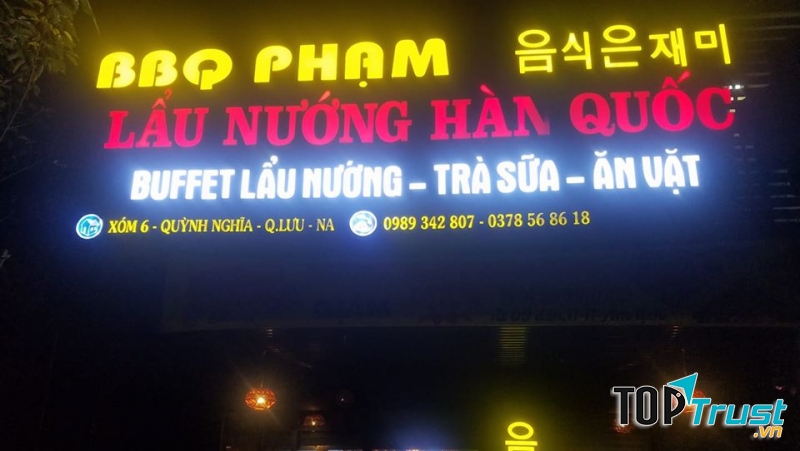 BBQ PHẠM 음식은재미
LẨU NƯỚNG HÀN QUỐC
BUFFET LẨU NƯỚNG – TRÀ SỮA – ĂN VẶT
XÓM 6 - QUỲNH NGHĨA - Q.LƯU - NA 0989 342 807 - 0378 56 86 18
음
TOPTrust.vn